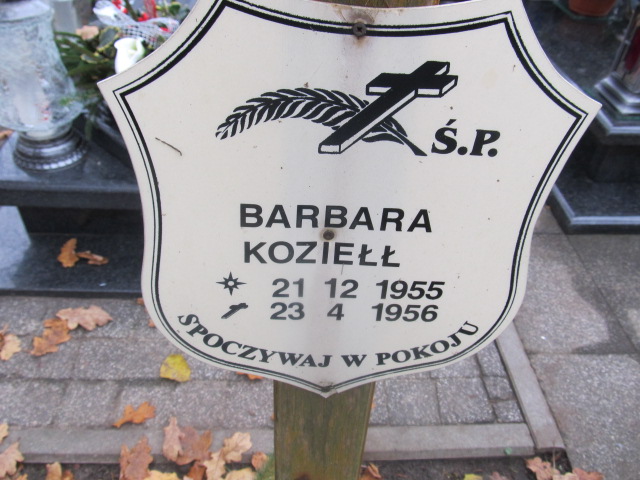 Ś.P.
BARBARA
KOZIEŁŁ
21 12 1955
23 4 1956
SPOCZYWAJ W POKOJU